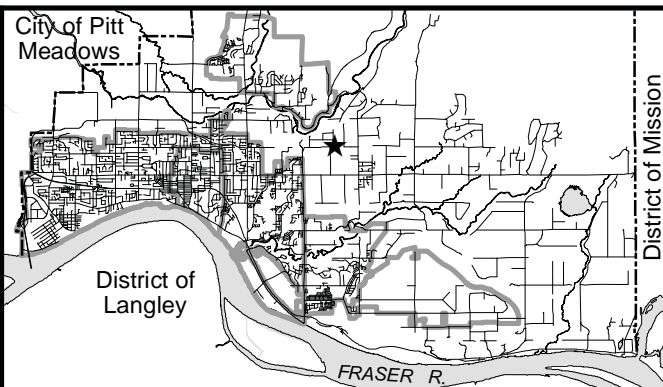 City of Pitt
Meadows
District of Mission
District of
Langley
FRASER R.